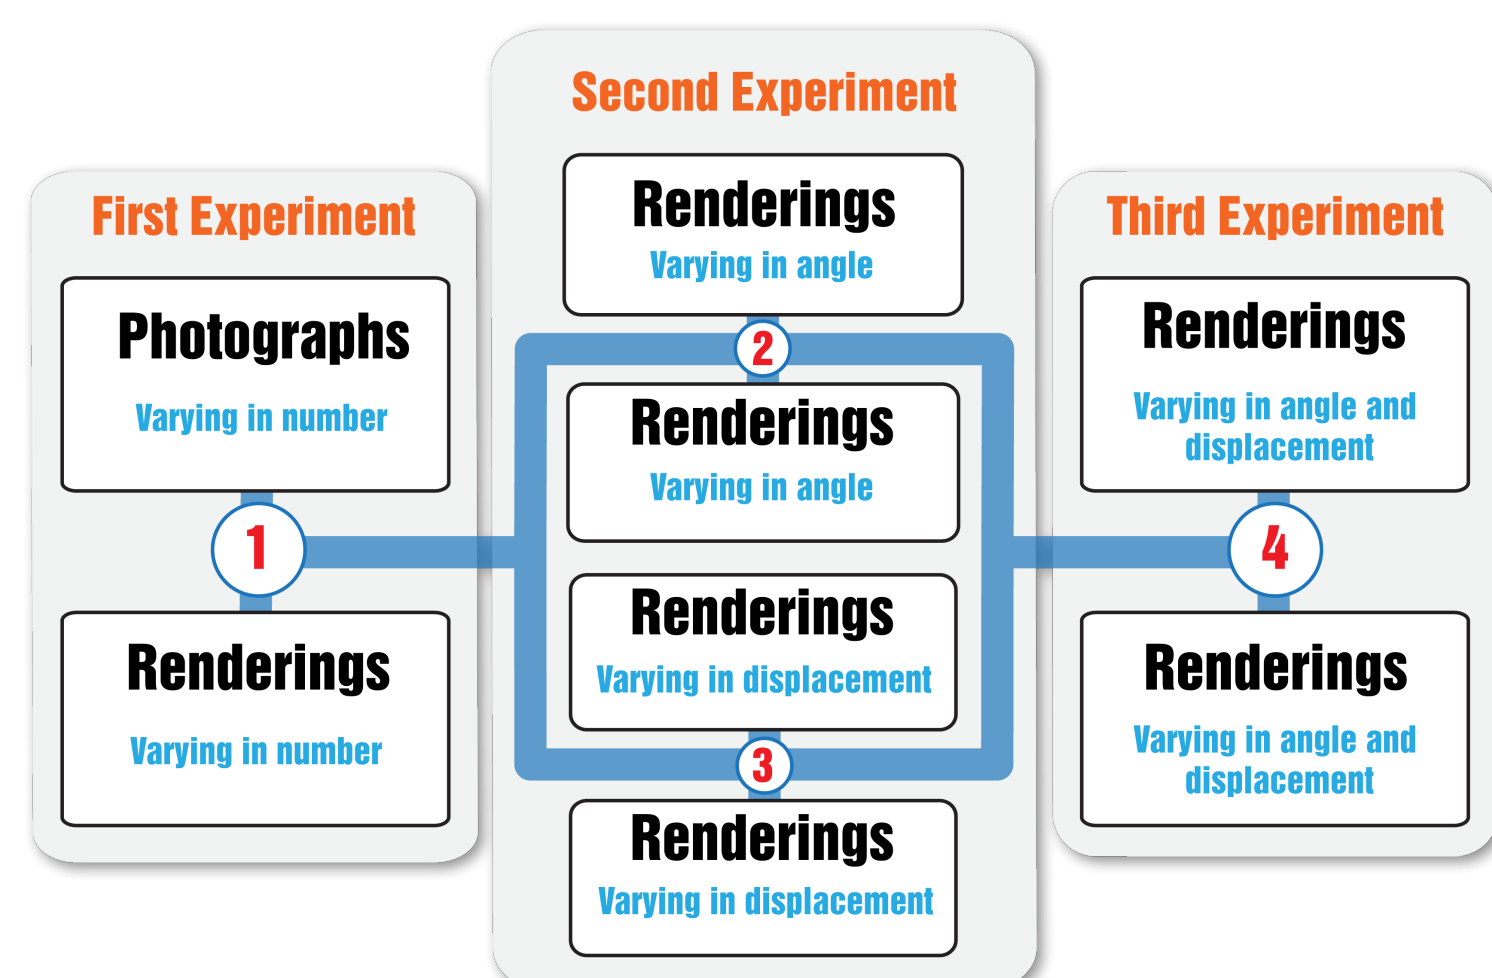 First Experiment
Photographs
Varying in number
1
Renderings
Varying in number
Second Experiment
Renderings
Varying in angle
2
Renderings
Varying in angle
Renderings
Varying in displacement
3
Renderings
Varying in displacement
Third Experiment
Renderings
Varying in angle and
displacement
4
Renderings
Varying in angle and
displacement